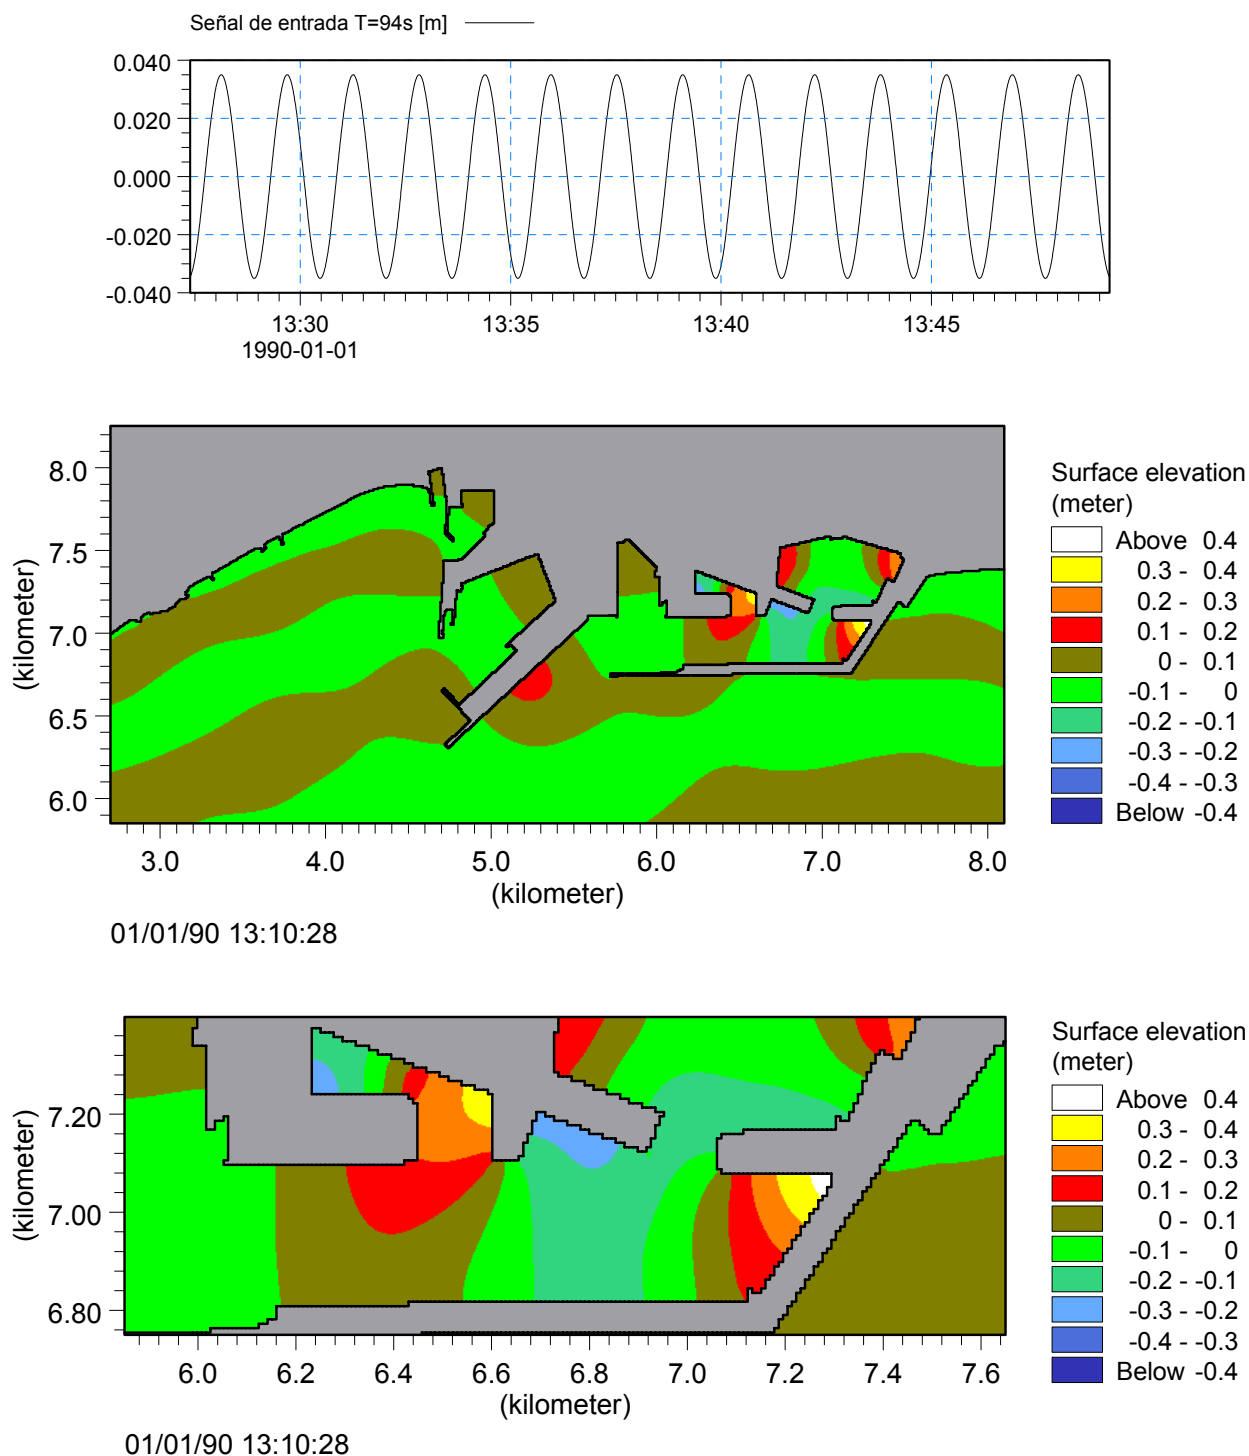 Señal de entrada T=94s [m]
0.040
0.020
0.000
-0.020
-0.040
13:30 13:35 13:40 13:45
1990-01-01
(kilometer)
8.0
7.5
7.0
6.5
6.0
3.0 4.0 5.0 6.0 7.0 8.0
(kilometer)
01/01/90 13:10:28
Surface elevation
(meter)
Above 0.4
0.3 - 0.4
0.2 - 0.3
0.1 - 0.2
0 - 0.1
-0.1 - 0
-0.2 - -0.1
-0.3 - -0.2
-0.4 - -0.3
Below -0.4
(kilometer)
7.20
7.00
6.80
6.0 6.2 6.4 6.6 6.8 7.0 7.2 7.4 7.6
(kilometer)
01/01/90 13:10:28
Surface elevation
(meter)
Above 0.4
0.3 - 0.4
0.2 - 0.3
0.1 - 0.2
0 - 0.1
-0.1 - 0
-0.2 - -0.1
-0.3 - -0.2
-0.4 - -0.3
Below -0.4